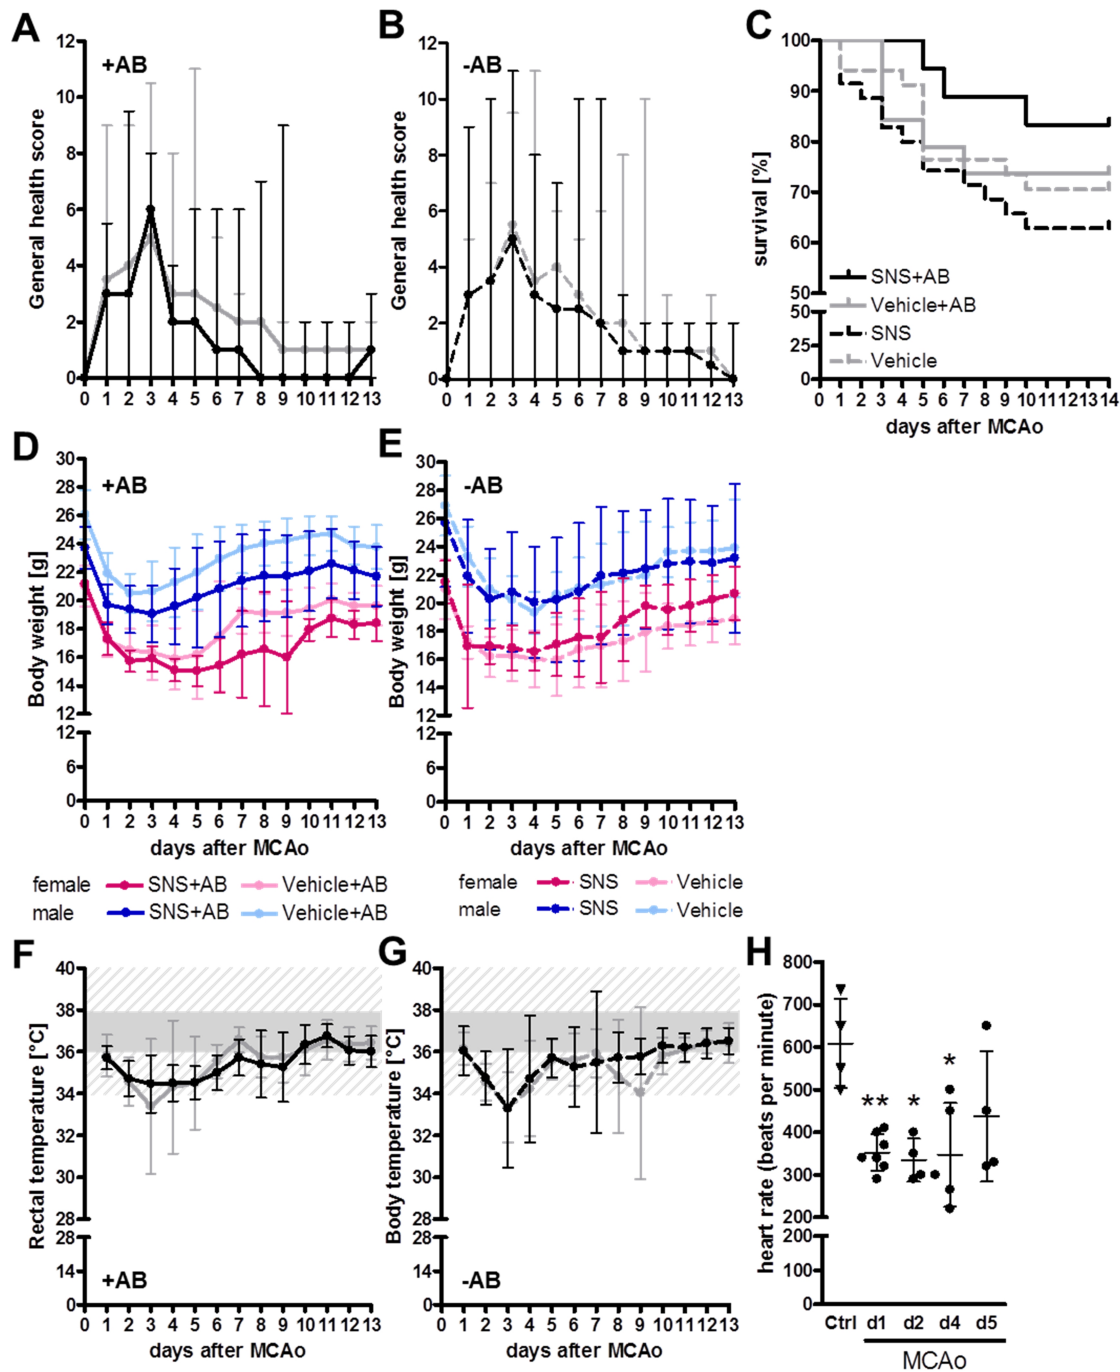 A
+AB
General health score
12
10
8
6
4
2
0
0 1 2 3 4 5 6 7 8 9 10 11 12 13
B
-AB
General health score
12
10
8
6
4
2
0
0 1 2 3 4 5 6 7 8 9 10 11 12 13
C
survival [%]
100
90
80
70
60
50
50
25
0
SNS+AB
Vehicle+AB
SNS
Vehicle
0 1 2 3 4 5 6 7 8 9 1011121314
days after MCAo
D
+AB
Body weight [g]
30
28
26
24
22
20
18
16
14
12
12
6
0
0 1 2 3 4 5 6 7 8 9 10 11 12 13
days after MCAo
female SNS+AB Vehicle+AB
male SNS+AB Vehicle+AB
E
-AB
Body weight [g]
30
28
26
24
22
20
18
16
14
12
12
6
0
0 1 2 3 4 5 6 7 8 9 10 11 12 13
days after MCAo
female SNS Vehicle
male SNS Vehicle
F
Rectal temperature [°C]
40
38
36
34
32
30
28
28
14
0
+AB
0 1 2 3 4 5 6 7 8 9 10 11 12 13
days after MCAo
G
Body temperature [°C]
40
38
36
34
32
30
28
28
14
0
-AB
0 1 2 3 4 5 6 7 8 9 10 11 12 13
days after MCAo
H
heart rate (beats per minute)
800
700
600
500
400
300
200
200
100
0
** * *
Ctrl d1 d2 d4 d5
MCAo